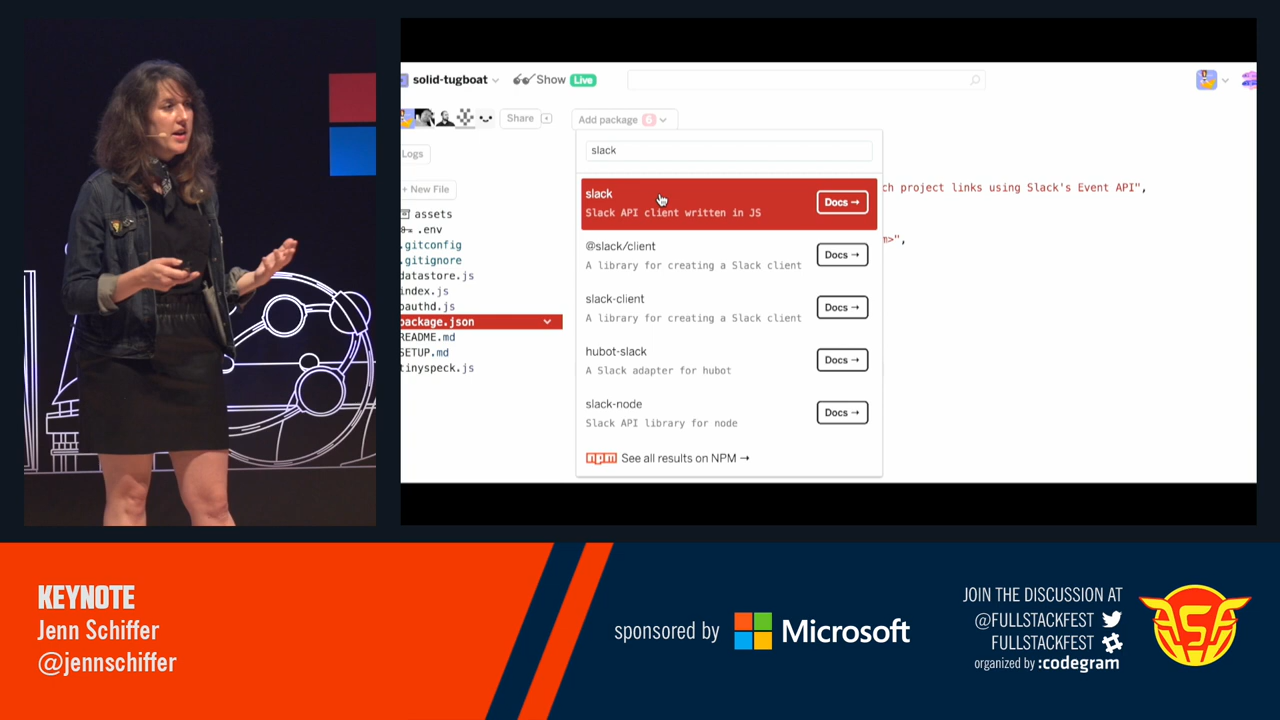 solid-tugboat
Show Live
Share
Add package 6
Logs
+ New File
assets
.env
.gitconfig
.gitignore
datastore.js
index.js
oauthd.js
package.json
README.md
SETUP.md
tinyspeck.js
slack
slack
Slack API client written in JS
Docs →
@slack/client
A library for creating a Slack client
Docs →
slack-client
A library for creating a Slack client
Docs →
hubot-slack
A Slack adapter for hubot
Docs →
slack-node
Slack API library for node
Docs →
npm See all results on NPM →
ch project links using Slack's Event API",
m>",
KEYNOTE
Jenn Schiffer
@jennschiffer
sponsored by Microsoft
JOIN THE DISCUSSION AT
@FULLSTACKFEST
FULLSTACKFEST
organized by :codegram
FSF